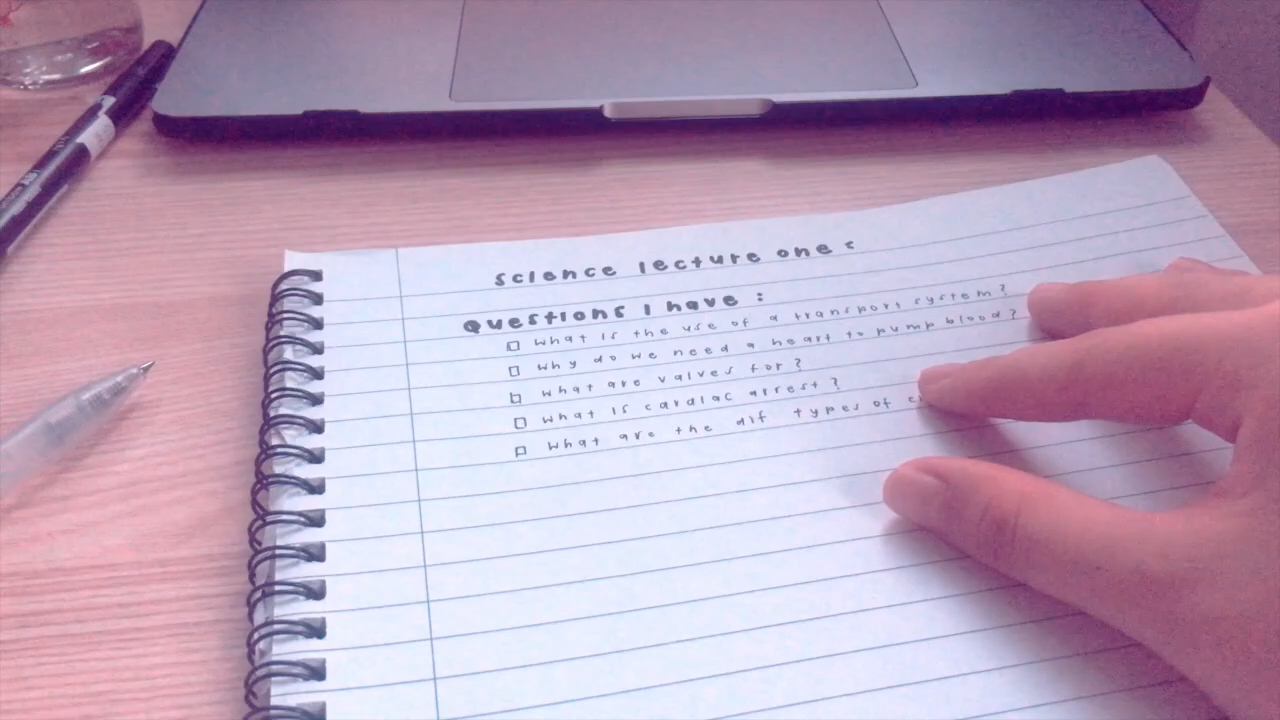 science lecture one :
Questions I have :
what is the use of a transport system?
why do we need a heart to pump blood?
what are valves for?
what is cardiac arrest?
what are the dif types of